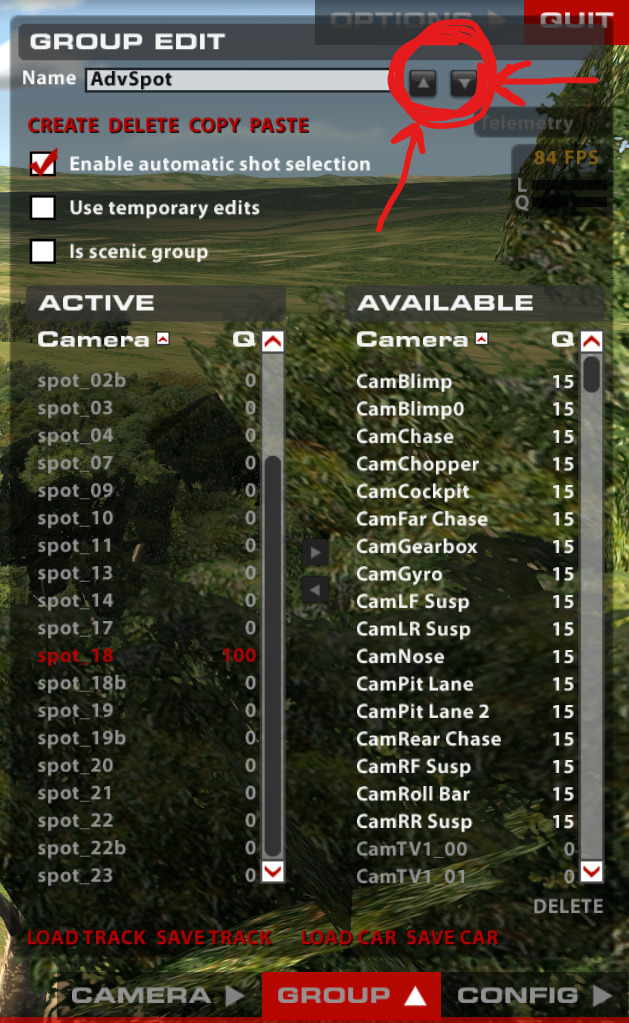 OPTIONS QUIT
GROUP EDIT
Name AdvSpot
CREATE DELETE COPY PASTE
Telemetry
Enable automatic shot selection
84 FPS
L
Q
Use temporary edits
Is scenic group
ACTIVE AVAILABLE
Camera Q Camera Q
spot_02b 0 CamBlimp 15
spot_03 0 CamBlimp0 15
spot_04 0 CamChase 15
spot_07 0 CamChopper 15
spot_09 0 CamCockpit 15
spot_10 0 CamFar Chase 15
spot_11 0 CamGearbox 15
spot_13 0 CamGyro 15
spot_14 0 CamLF Susp 15
spot_17 0 CamLR Susp 15
spot_18 100 CamNose 15
spot_18b 0 CamPit Lane 15
spot_19 0 CamPit Lane 2 15
spot_19b 0 CamRear Chase 15
spot_20 0 CamRF Susp 15
spot_21 0 CamRoll Bar 15
spot_22 0 CamRR Susp 15
spot_22b 0 CamTV1_00 0
spot_23 0 CamTV1_01 0
DELETE
LOAD TRACK SAVE TRACK LOAD CAR SAVE CAR
CAMERA GROUP CONFIG